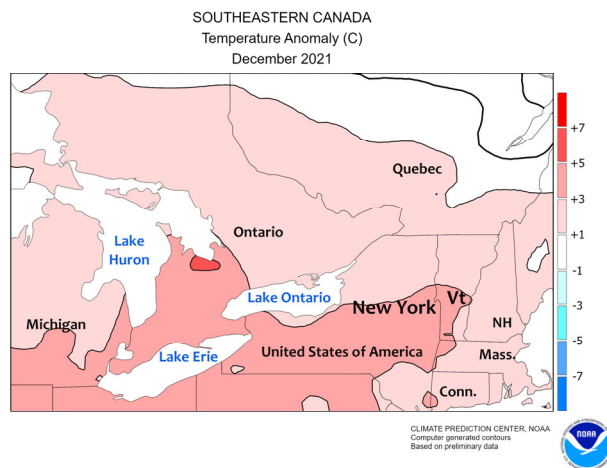 SOUTHEASTERN CANADA
Temperature Anomaly (C)
December 2021
Quebec
Ontario
Lake
Huron
Lake Ontario
New York
Vt
Michigan
NH
Lake Erie
United States of America
Mass.
Conn.
+7
+5
+3
+1
-1
-3
-5
-7
CLIMATE PREDICTION CENTER, NOAA
Computer generated contours
Based on preliminary data
NOAA